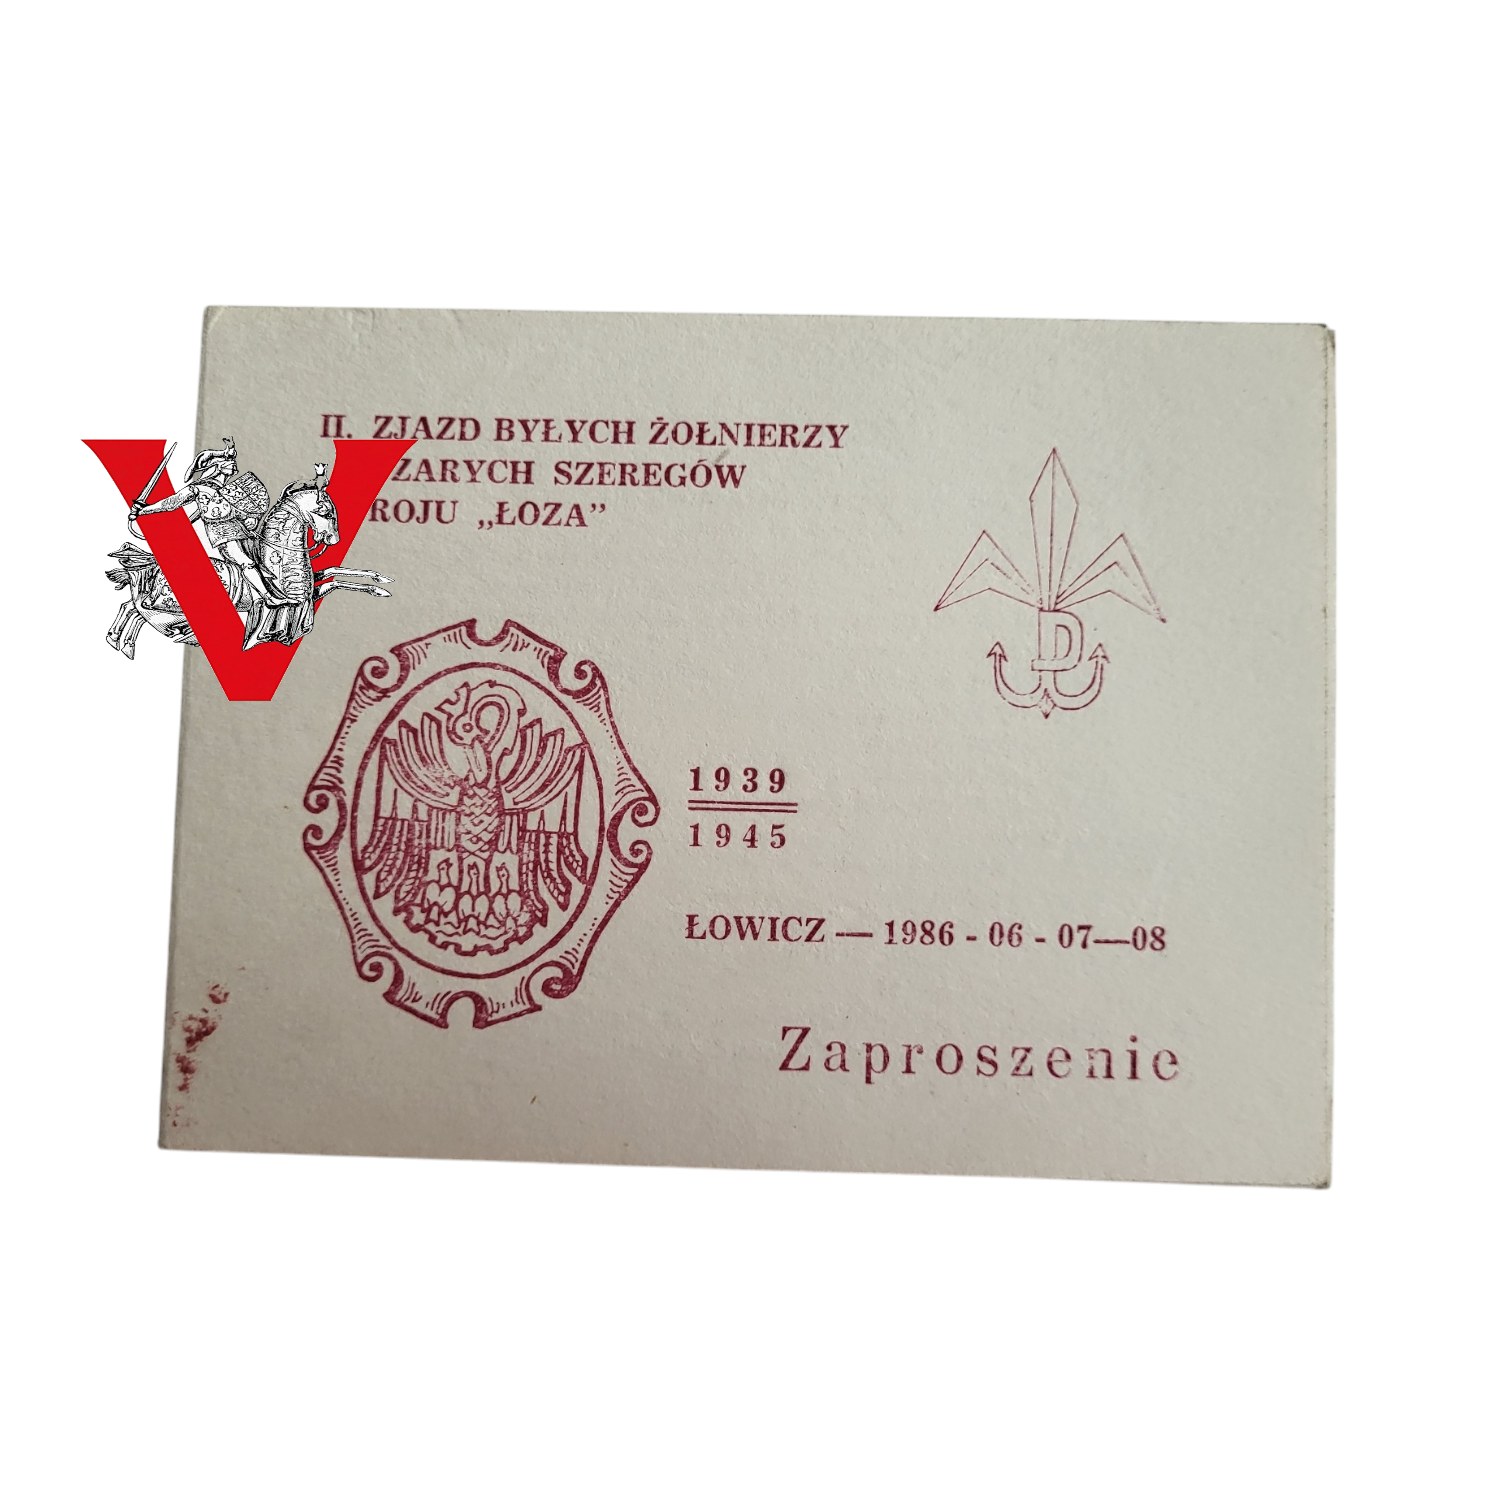 II. ZJAZD BYŁYCH ŻOŁNIERZY
ZARYCH SZEREGÓW
ROJU „ŁOZA”
D
1939
1945
ŁOWICZ — 1986 - 06 - 07—08
Zaproszenie
V